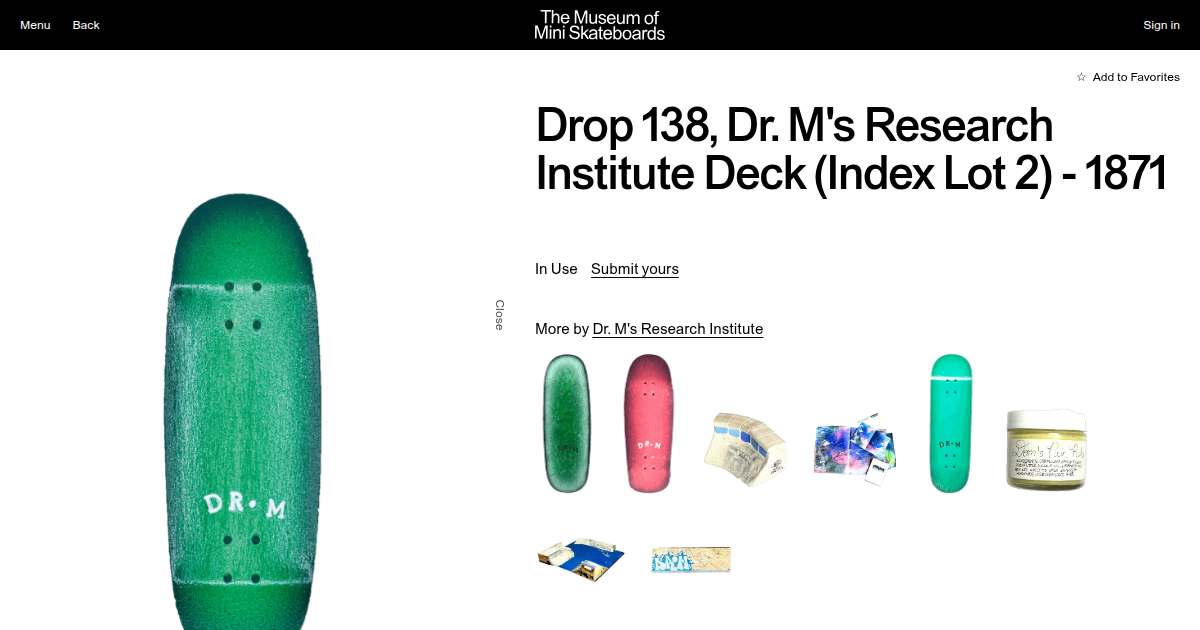 Menu
Back
The Museum of
Mini Skateboards
Sign in
☆ Add to Favorites
Drop 138, Dr. M's Research
Institute Deck (Index Lot 2) - 1871
In Use
Submit yours
Close
More by Dr. M's Research Institute
DR•M
DR•M
DR•M